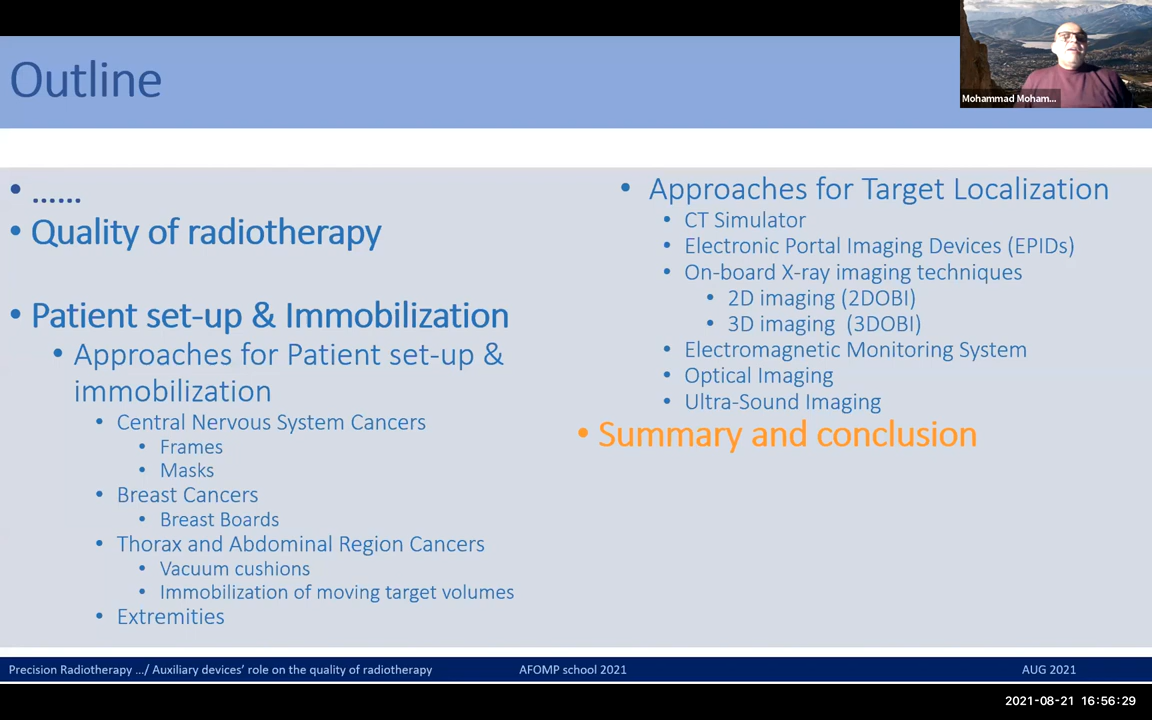 Outline
Mohammad Moham...
• ......
• Quality of radiotherapy
• Patient set-up & Immobilization
• Approaches for Patient set-up &
immobilization
• Central Nervous System Cancers
• Frames
• Masks
• Breast Cancers
• Breast Boards
• Thorax and Abdominal Region Cancers
• Vacuum cushions
• Immobilization of moving target volumes
• Extremities
• Approaches for Target Localization
• CT Simulator
• Electronic Portal Imaging Devices (EPIDs)
• On-board X-ray imaging techniques
• 2D imaging (2DOBI)
• 3D imaging (3DOBI)
• Electromagnetic Monitoring System
• Optical Imaging
• Ultra-Sound Imaging
• Summary and conclusion
Precision Radiotherapy .../ Auxiliary devices' role on the quality of radiotherapy
AFOMP school 2021
AUG 2021
2021-08-21 16:56:29